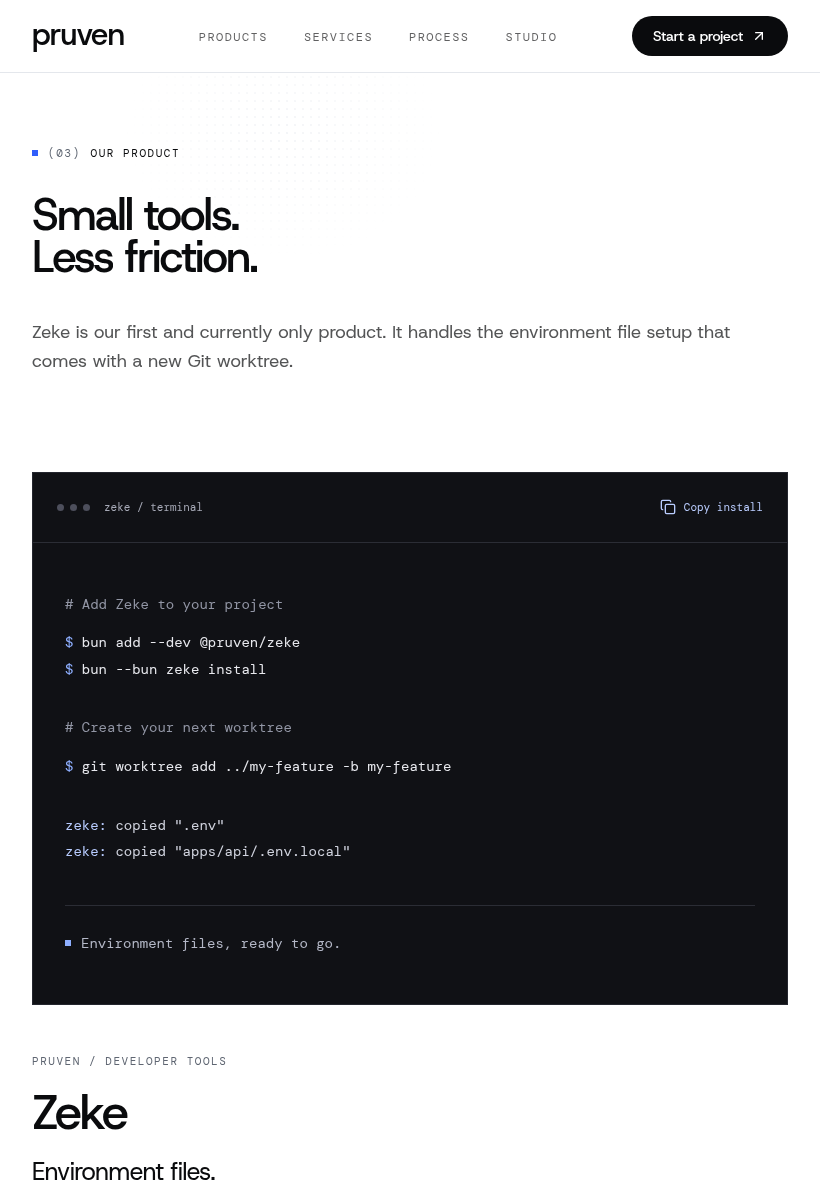 pruven
PRODUCTS SERVICES PROCESS STUDIO
Start a project
(03) OUR PRODUCT
Small tools.
Less friction.
Zeke is our first and currently only product. It handles the environment file setup that
comes with a new Git worktree.
zeke / terminal
Copy install
# Add Zeke to your project
$ bun add --dev @pruven/zeke
$ bun --bun zeke install
# Create your next worktree
$ git worktree add ../my-feature -b my-feature
zeke: copied ".env"
zeke: copied "apps/api/.env.local"
Environment files, ready to go.
PRUVEN / DEVELOPER TOOLS
Zeke
Environment files.